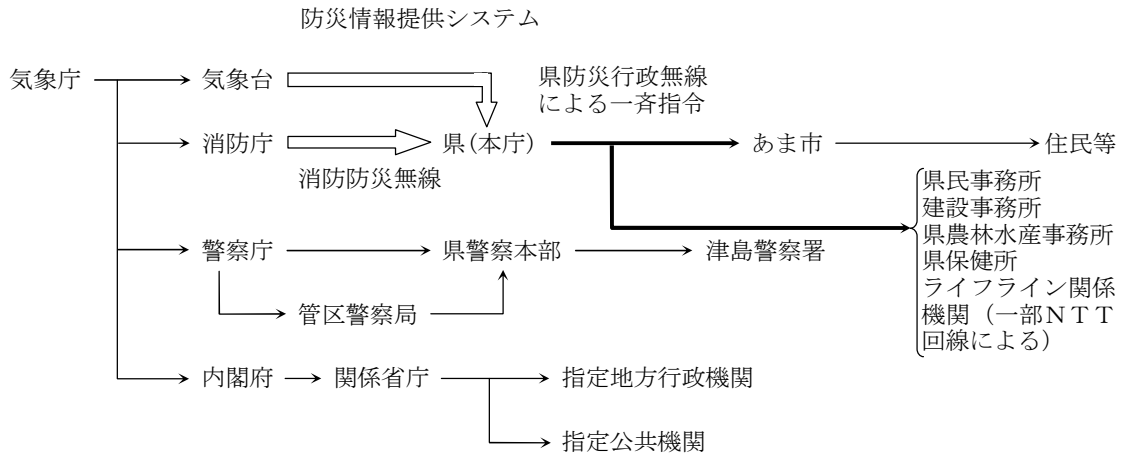 防災情報提供システム
気象庁
気象台
県防災行政無線
による一斉指令
消防庁
県(本庁)
あま市
住民等
消防防災無線
県民事務所
建設事務所
県農林水産事務所
県保健所
ライフライン関係
機関(一部NTT
回線による)
警察庁
県警察本部
津島警察署
管区警察局
内閣府
関係省庁
指定地方行政機関
指定公共機関